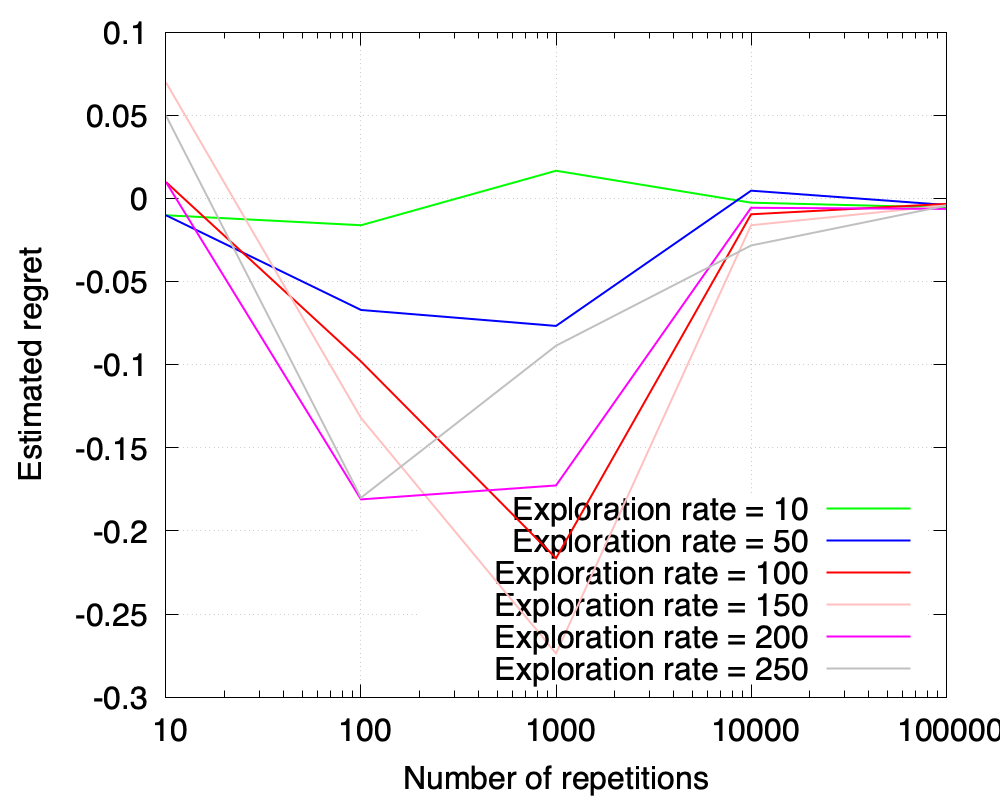 0.1
0.05
0
-0.05
-0.1
-0.15
-0.2
-0.25
-0.3
Estimated regret
Exploration rate = 10
Exploration rate = 50
Exploration rate = 100
Exploration rate = 150
Exploration rate = 200
Exploration rate = 250
10 100 1000 10000 100000
Number of repetitions